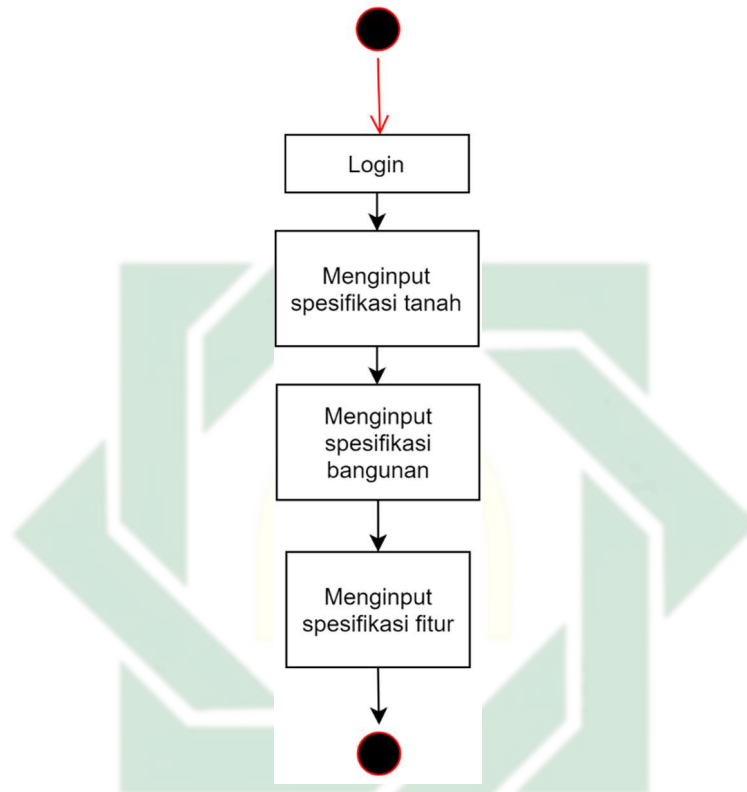 Login
Menginput
spesifikasi tanah
Menginput
spesifikasi
bangunan
Menginput
spesifikasi fitur